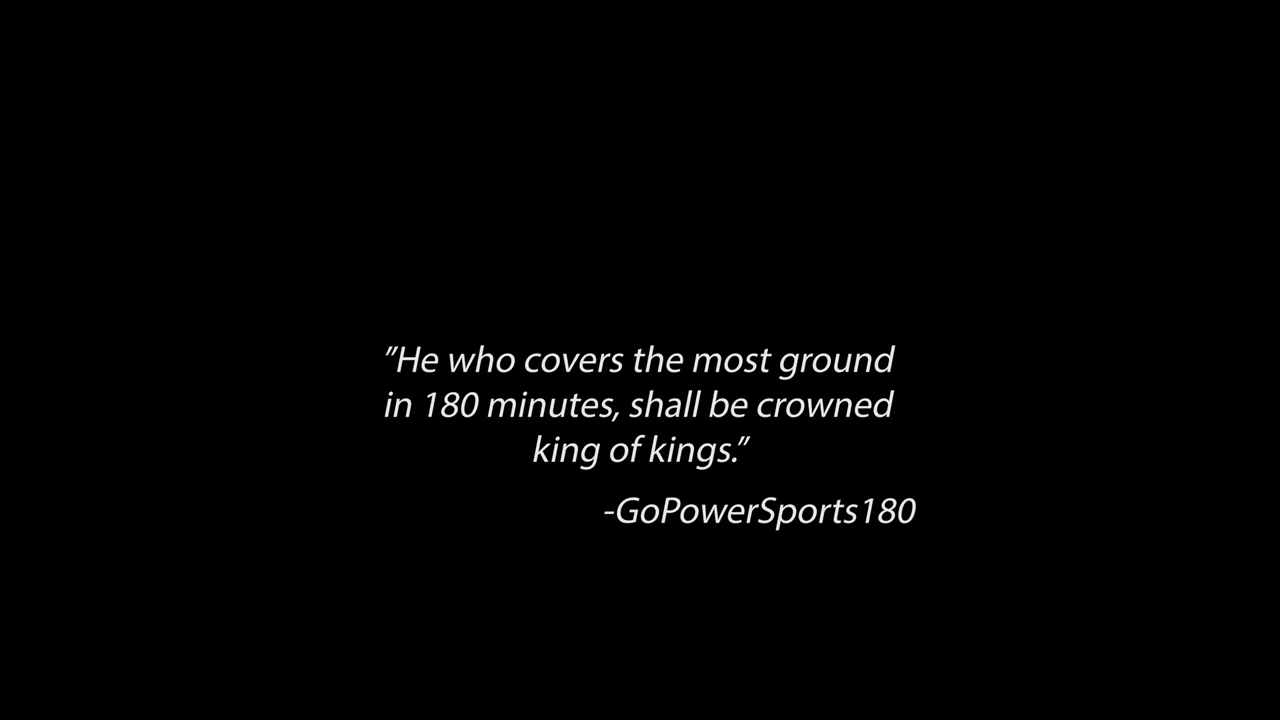 ”He who covers the most ground
in 180 minutes, shall be crowned
king of kings.”
-GoPowerSports180